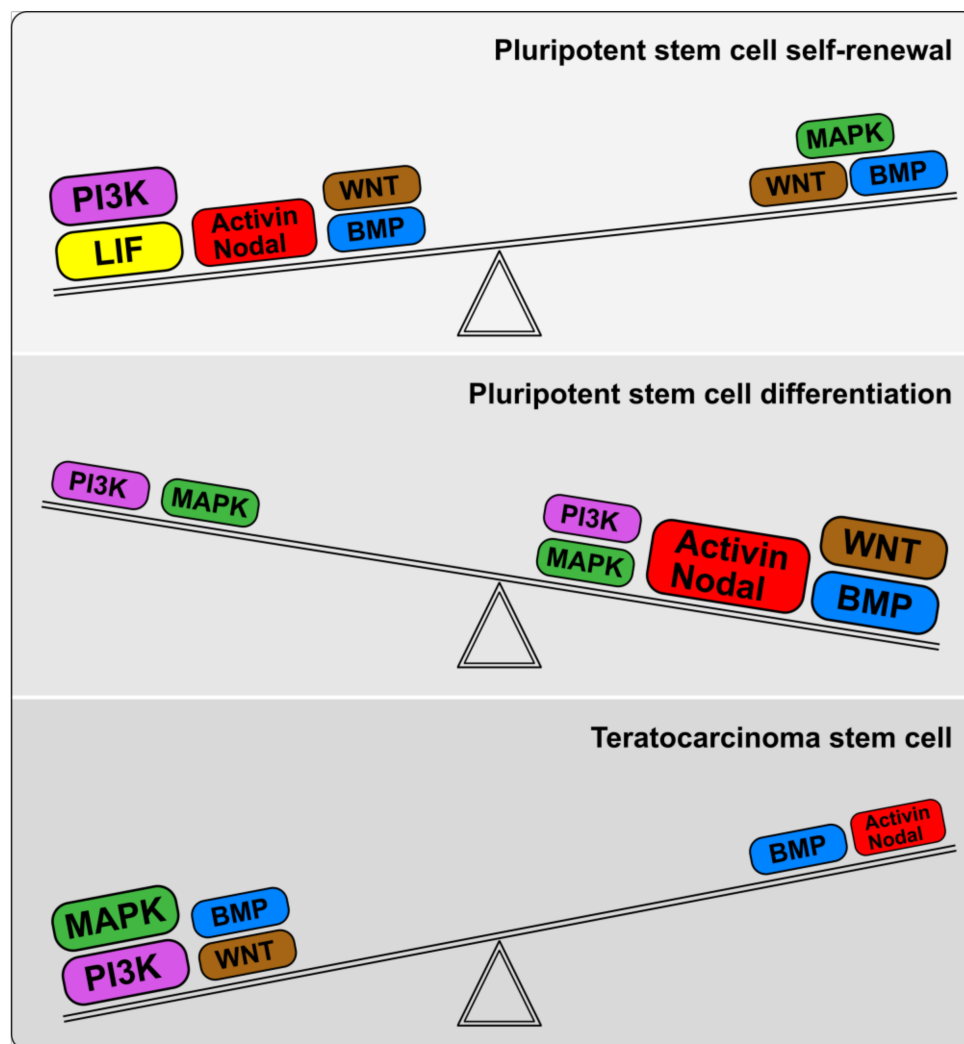 Pluripotent stem cell self-renewal
PI3K
LIF
Activin
Nodal
WNT
BMP
MAPK
WNT
BMP
Pluripotent stem cell differentiation
PI3K
MAPK
PI3K
MAPK
Activin
Nodal
WNT
BMP
Teratocarcinoma stem cell
MAPK
PI3K
BMP
WNT
BMP
Activin
Nodal